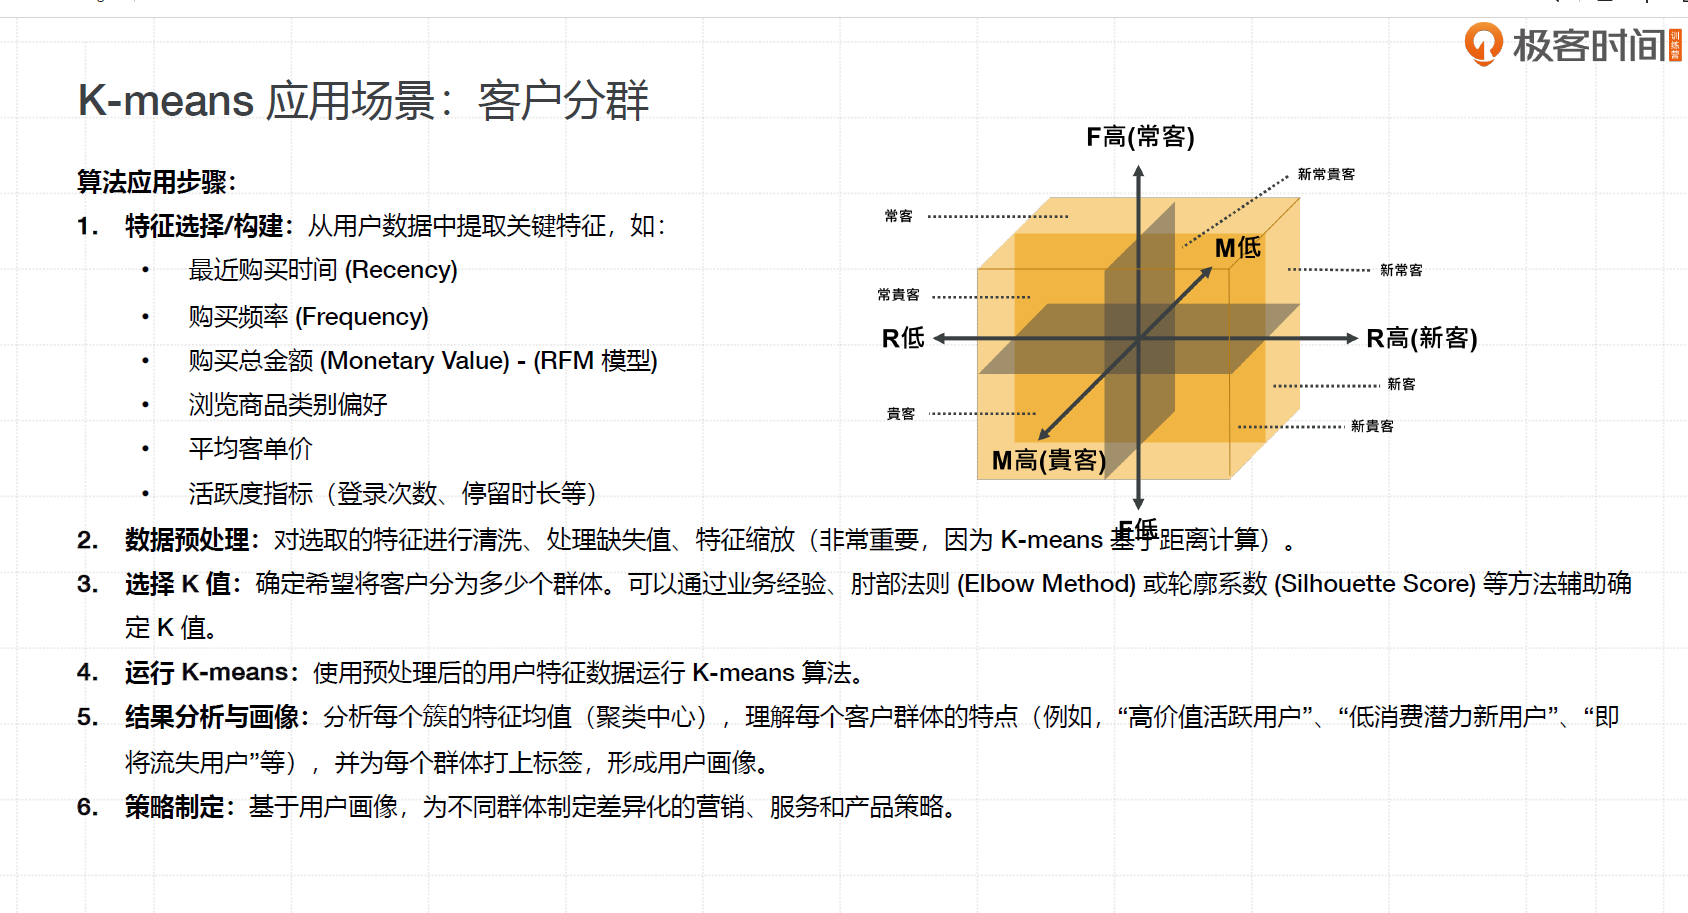 极客时间
训练营
K-means 应用场景：客户分群
算法应用步骤：
1. 特征选择/构建：从用户数据中提取关键特征，如：
• 最近购买时间 (Recency)
• 购买频率 (Frequency)
• 购买总金额 (Monetary Value) - (RFM 模型)
• 浏览商品类别偏好
• 平均客单价
• 活跃度指标（登录次数、停留时长等）
F高(常客)
新常貴客
常客
M低
新常客
常貴客
R低
R高(新客)
新客
貴客
新貴客
M高(貴客)
F低
2. 数据预处理：对选取的特征进行清洗、处理缺失值、特征缩放（非常重要，因为 K-means 基于距离计算）。
3. 选择 K 值：确定希望将客户分为多少个群体。可以通过业务经验、肘部法则 (Elbow Method) 或轮廓系数 (Silhouette Score) 等方法辅助确
定 K 值。
4. 运行 K-means：使用预处理后的用户特征数据运行 K-means 算法。
5. 结果分析与画像：分析每个簇的特征均值（聚类中心），理解每个客户群体的特点（例如，“高价值活跃用户”、“低消费潜力新用户”、“即
将流失用户”等），并为每个群体打上标签，形成用户画像。
6. 策略制定：基于用户画像，为不同群体制定差异化的营销、服务和产品策略。